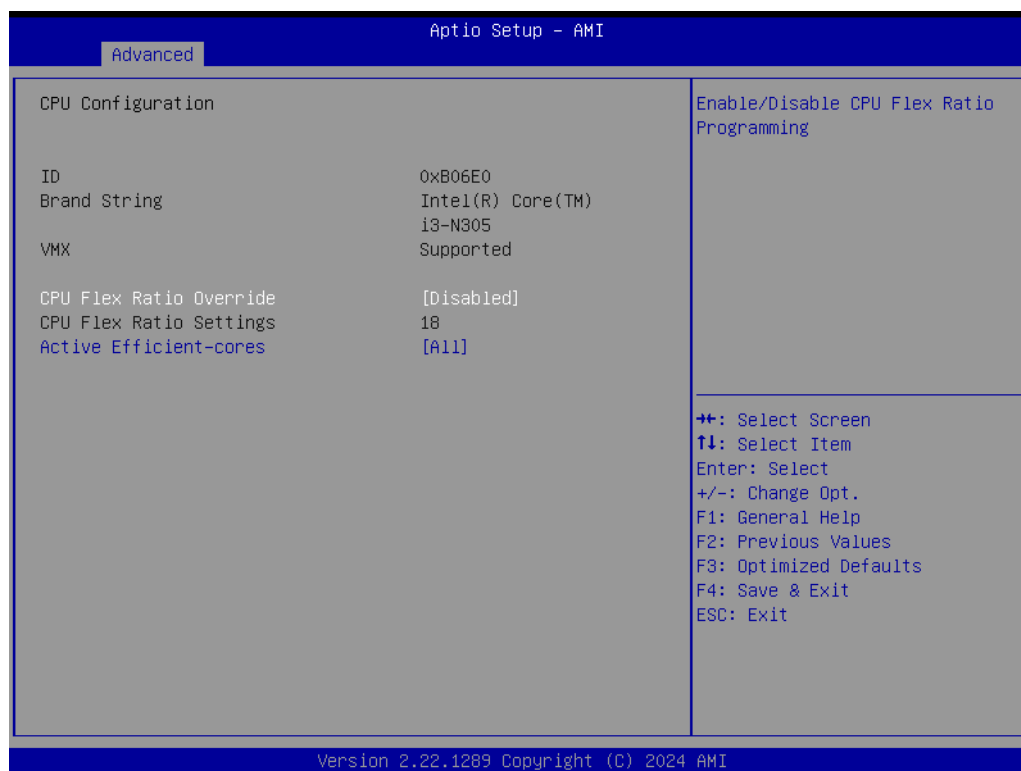 Aptio Setup – AMI
Advanced
CPU Configuration
ID 0xB06E0
Brand String Intel(R) Core(TM)
i3-N305
VMX Supported
CPU Flex Ratio Override [Disabled]
CPU Flex Ratio Settings 18
Active Efficient-cores [All]
Enable/Disable CPU Flex Ratio
Programming
→←: Select Screen
↑↓: Select Item
Enter: Select
+/-: Change Opt.
F1: General Help
F2: Previous Values
F3: Optimized Defaults
F4: Save & Exit
ESC: Exit
Version 2.22.1289 Copyright (C) 2024 AMI